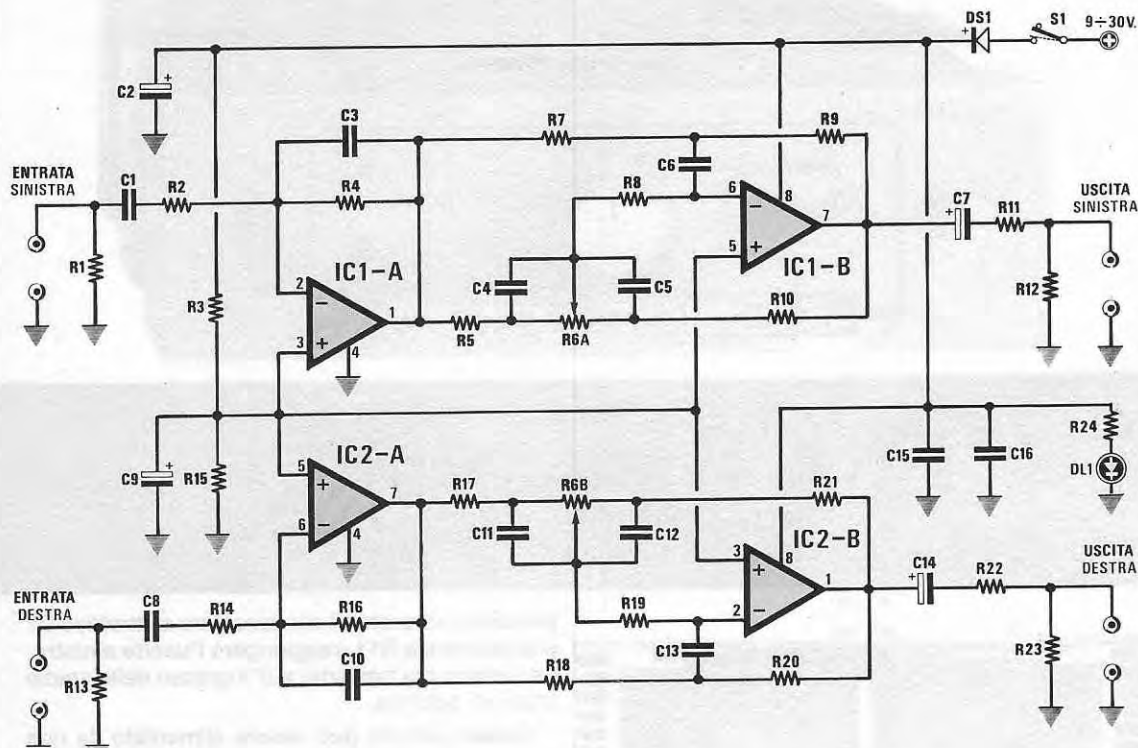 DS1
S1
9÷30V.
+
+
C2
C3
R7
R9
ENTRATA
SINISTRA
C1
R2
R4
R8
C6
6
−
8
7
5
+
IC1-B
+
C7
R11
USCITA
SINISTRA
R1
R3
2
−
IC1-A
1
3
+
4
C4
C5
R5
R6A
R10
R12
C9
+
R15
IC2-A
5
+
7
6
−
4
R17
R6B
R21
C11
C12
C15
C16
R24
DL1
IC2-B
3
+
8
1
2
−
ENTRATA
DESTRA
C8
R14
R16
R19
C13
+
C14
R22
USCITA
DESTRA
R13
C10
R18
R20
R23